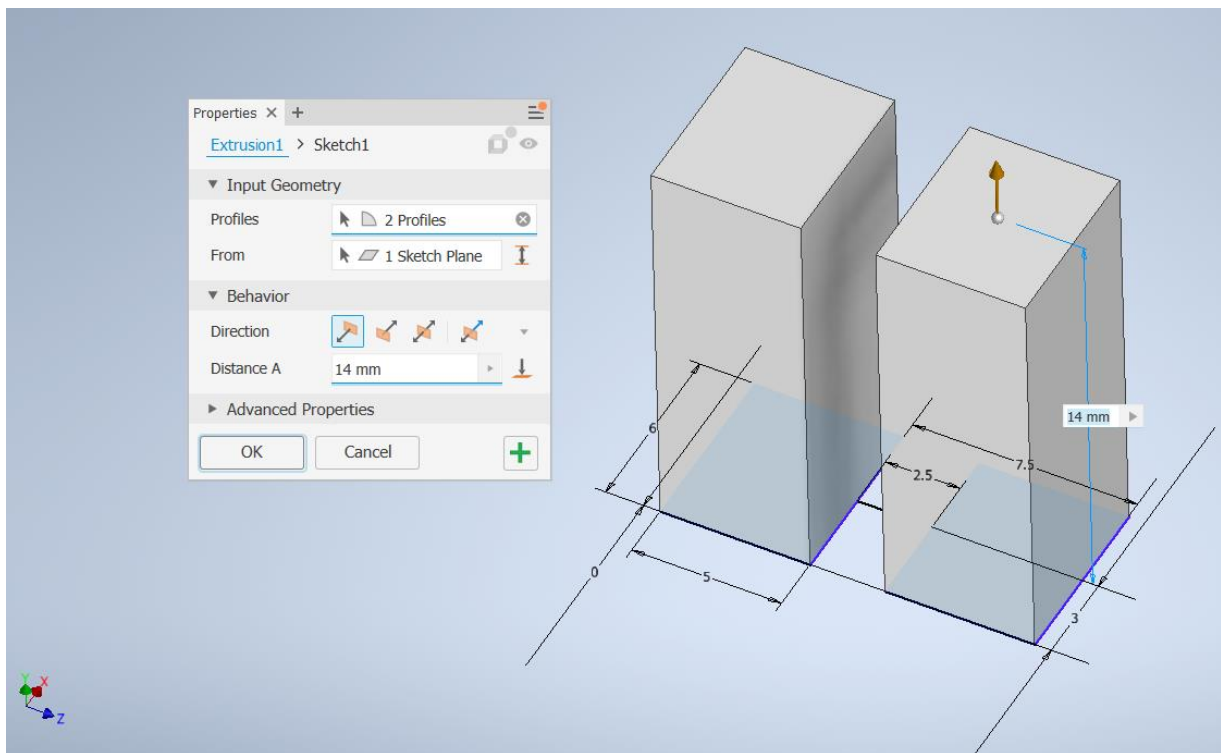 Properties
Extrusion1 > Sketch1
Input Geometry
Profiles 2 Profiles
From 1 Sketch Plane
Behavior
Direction
Distance A 14 mm
Advanced Properties
OK Cancel
6
0
5
2.5
7.5
14 mm
3
Y X
Z